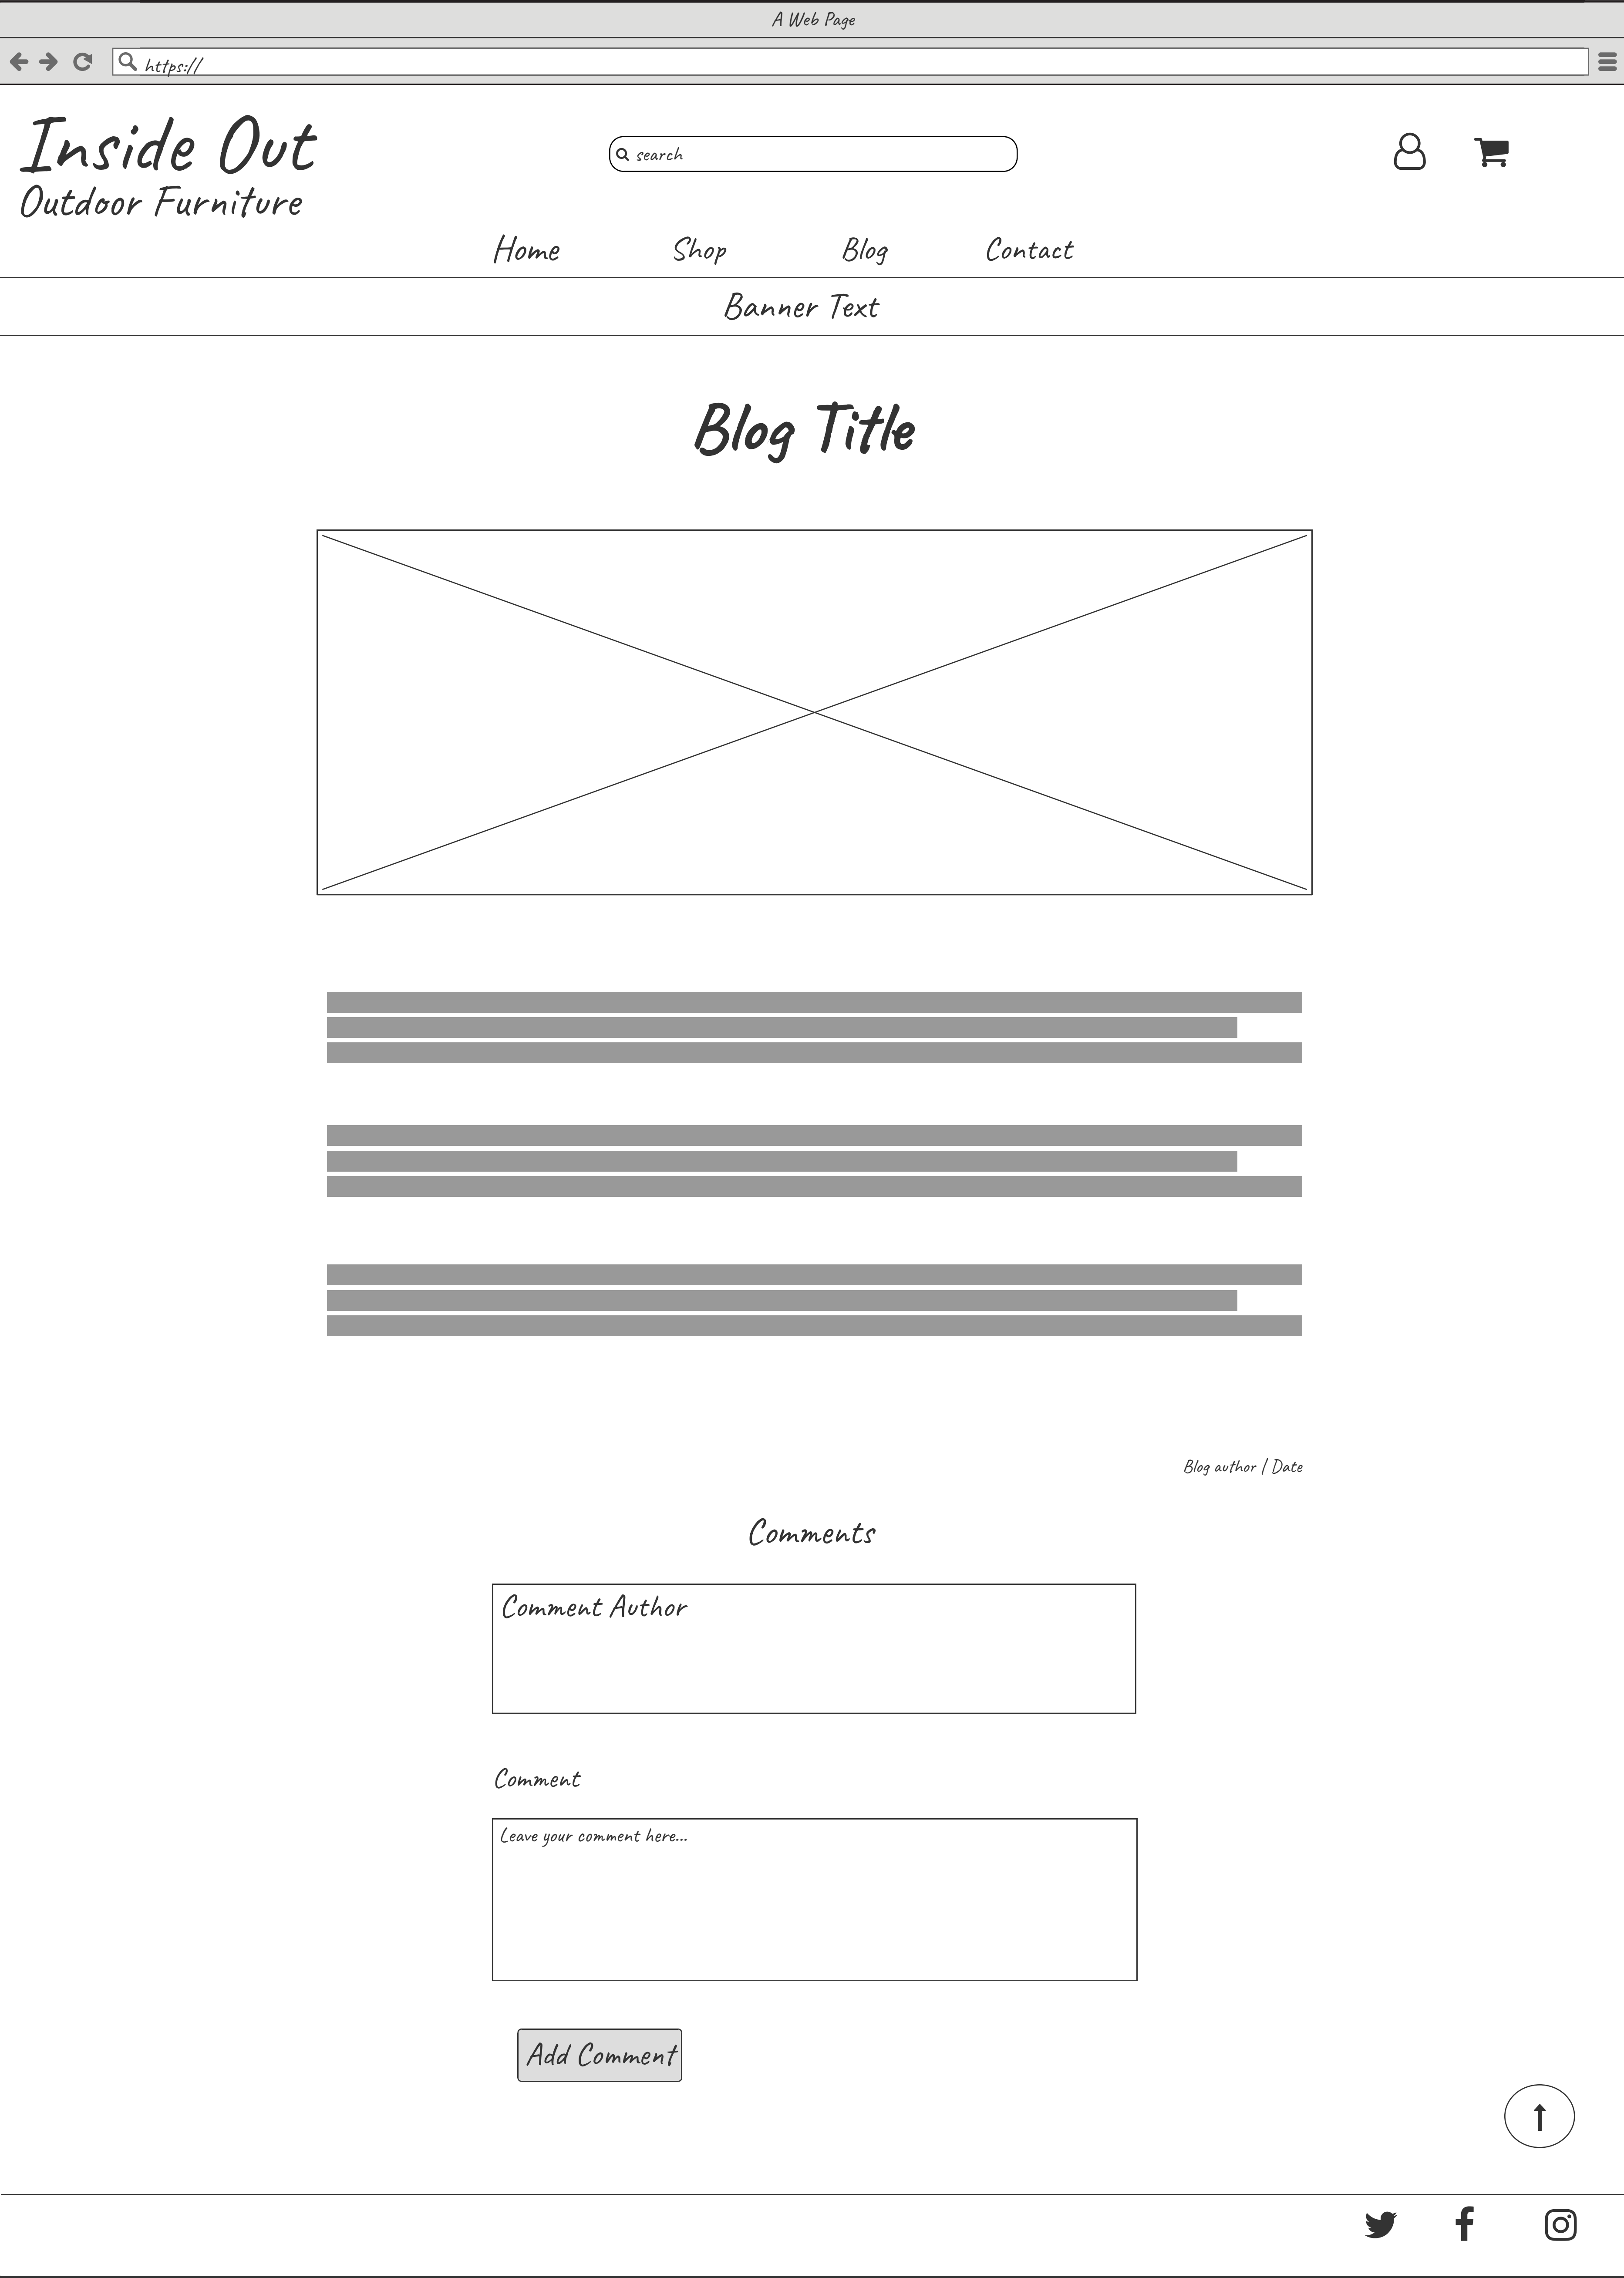 A Web Page
https://
Inside Out
Outdoor Furniture
search
Home Shop Blog Contact
Banner Text
Blog Title
Blog author / Date
Comments
Comment Author
Comment
Leave your comment here...
Add Comment